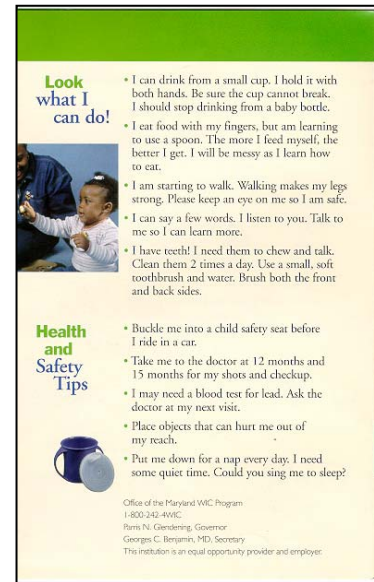 Look
what I
can do!
• I can drink from a small cup. I hold it with
both hands. Be sure the cup cannot break.
I should stop drinking from a baby bottle.
• I eat food with my fingers, but am learning
to use a spoon. The more I feed myself, the
better I get. I will be messy as I learn how
to eat.
• I am starting to walk. Walking makes my legs
strong. Please keep an eye on me so I am safe.
• I can say a few words. I listen to you. Talk to
me so I can learn more.
• I have teeth! I need them to chew and talk.
Clean them 2 times a day. Use a small, soft
toothbrush and water. Brush both the front
and back sides.
Health
and
Safety
Tips
• Buckle me into a child safety seat before
I ride in a car.
• Take me to the doctor at 12 months and
15 months for my shots and checkup.
• I may need a blood test for lead. Ask the
doctor at my next visit.
• Place objects that can hurt me out of
my reach.
• Put me down for a nap every day. I need
some quiet time. Could you sing me to sleep?
Office of the Maryland WIC Program
1-800-242-4WIC
Parris N. Glendening, Governor
Georges C. Benjamin, MD, Secretary
This institution is an equal opportunity provider and employer.